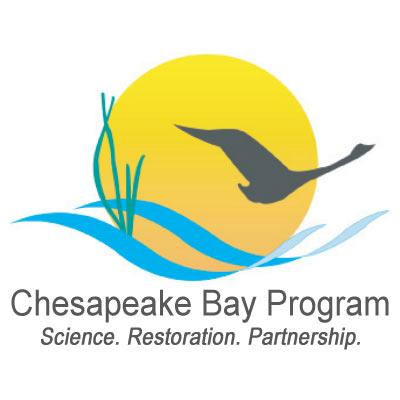 Chesapeake Bay Program
Science. Restoration. Partnership.